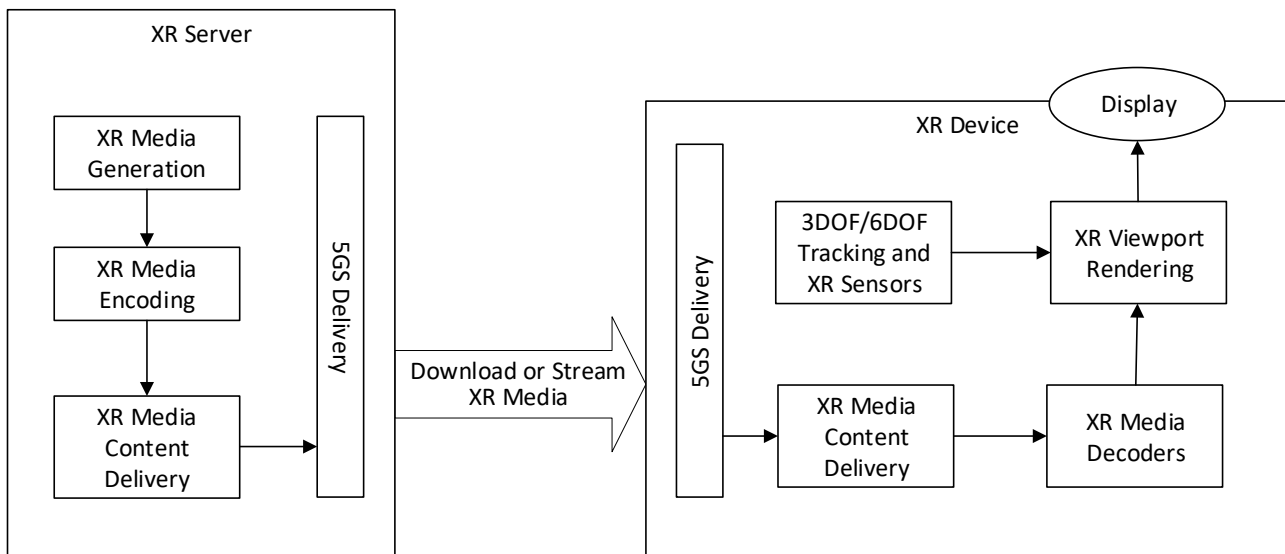 XR Server
XR Media
Generation
XR Media
Encoding
XR Media
Content
Delivery
5GS Delivery
Download or Stream
XR Media
XR Device
Display
5GS Delivery
3DOF/6DOF
Tracking and
XR Sensors
XR Viewport
Rendering
XR Media
Content
Delivery
XR Media
Decoders